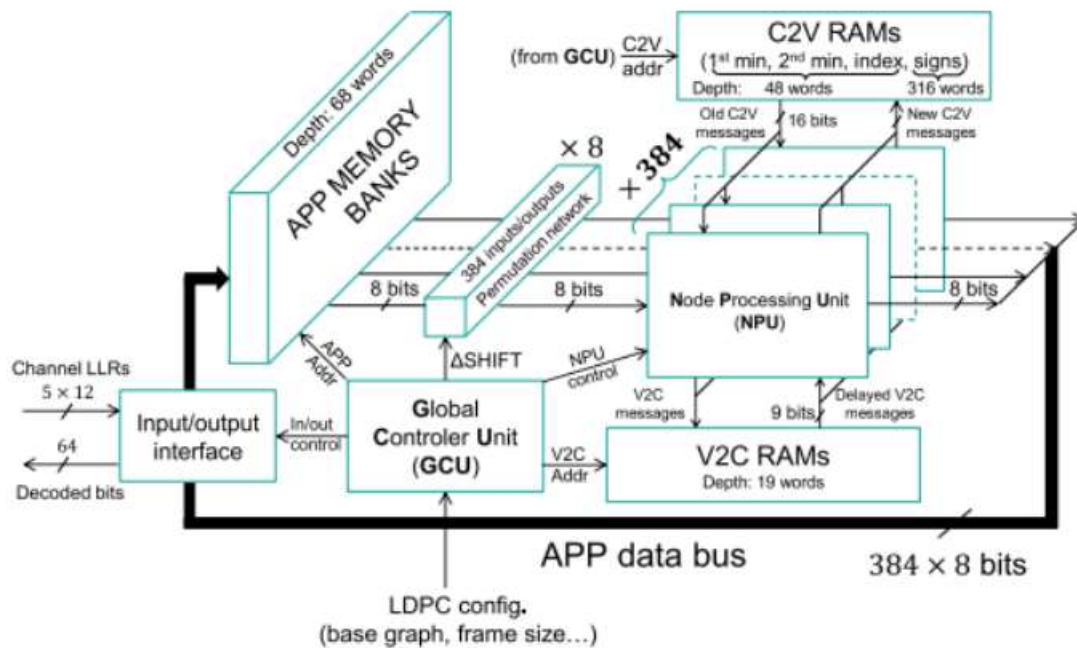 C2V RAMs
(1st min, 2nd min, index, signs)
Depth: 48 words 316 words
(from GCU) C2V
addr
Old C2V
messages
16 bits
New C2V
messages
Depth: 68 words
APP MEMORY
BANKS
× 8
+ 384
384 inputs/outputs
Permutation network
8 bits
8 bits
8 bits
Node Processing Unit
(NPU)
APP
Addr
ΔSHIFT
NPU
control
Channel LLRs
5 × 12
64
Decoded bits
Input/output
interface
In/out
control
Global
Controler Unit
(GCU)
V2C
Addr
V2C
messages
9 bits
Delayed V2C
messages
V2C RAMs
Depth: 19 words
APP data bus
384 × 8 bits
LDPC config.
(base graph, frame size...)